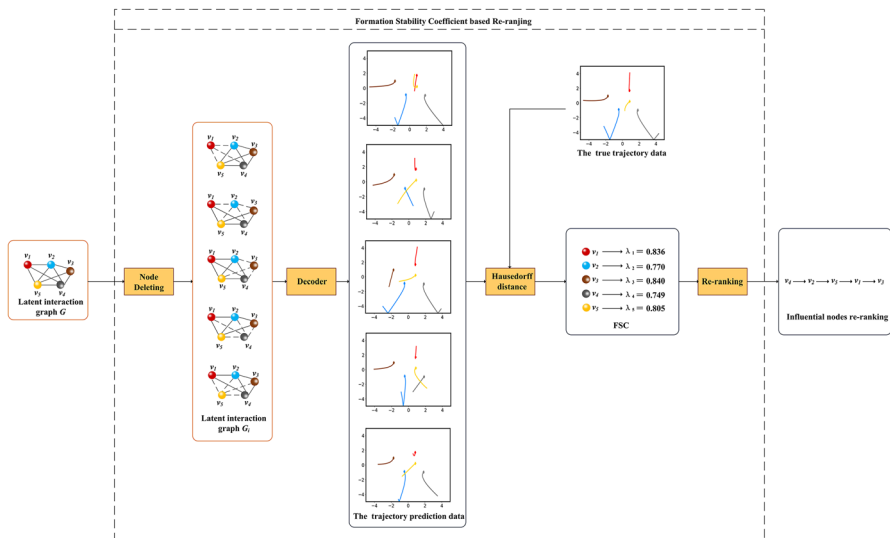 Formation Stability Coefficient based Re-ranjing
v1 v2 v3 v5 v4
Latent interaction
graph G
Node
Deleting
v1 v2 v3 v5 v4
v1 v2 v3 v5 v4
v1 v2 v3 v5 v4
v1 v2 v3 v5 v4
v1 v2 v3 v5 v4
Latent interaction
graph Gi
Decoder
4
2
0
−2
−4
−4 −2 0 2 4
4
2
0
−2
−4
−4 −2 0 2 4
4
2
0
−2
−4
−4 −2 0 2 4
4
2
0
−2
−4
−4 −2 0 2 4
4
2
0
−2
−4
−4 −2 0 2 4
The trajectory prediction data
4
2
0
−2
−4
−4 −2 0 2 4
The true trajectory data
Hausedorff
distance
v1 → λ1 = 0.836
v2 → λ2 = 0.770
v3 → λ3 = 0.840
v4 → λ4 = 0.749
v5 → λ5 = 0.805
FSC
Re-ranking
v4 → v2 → v5 → v1 → v3
Influential nodes re-ranking